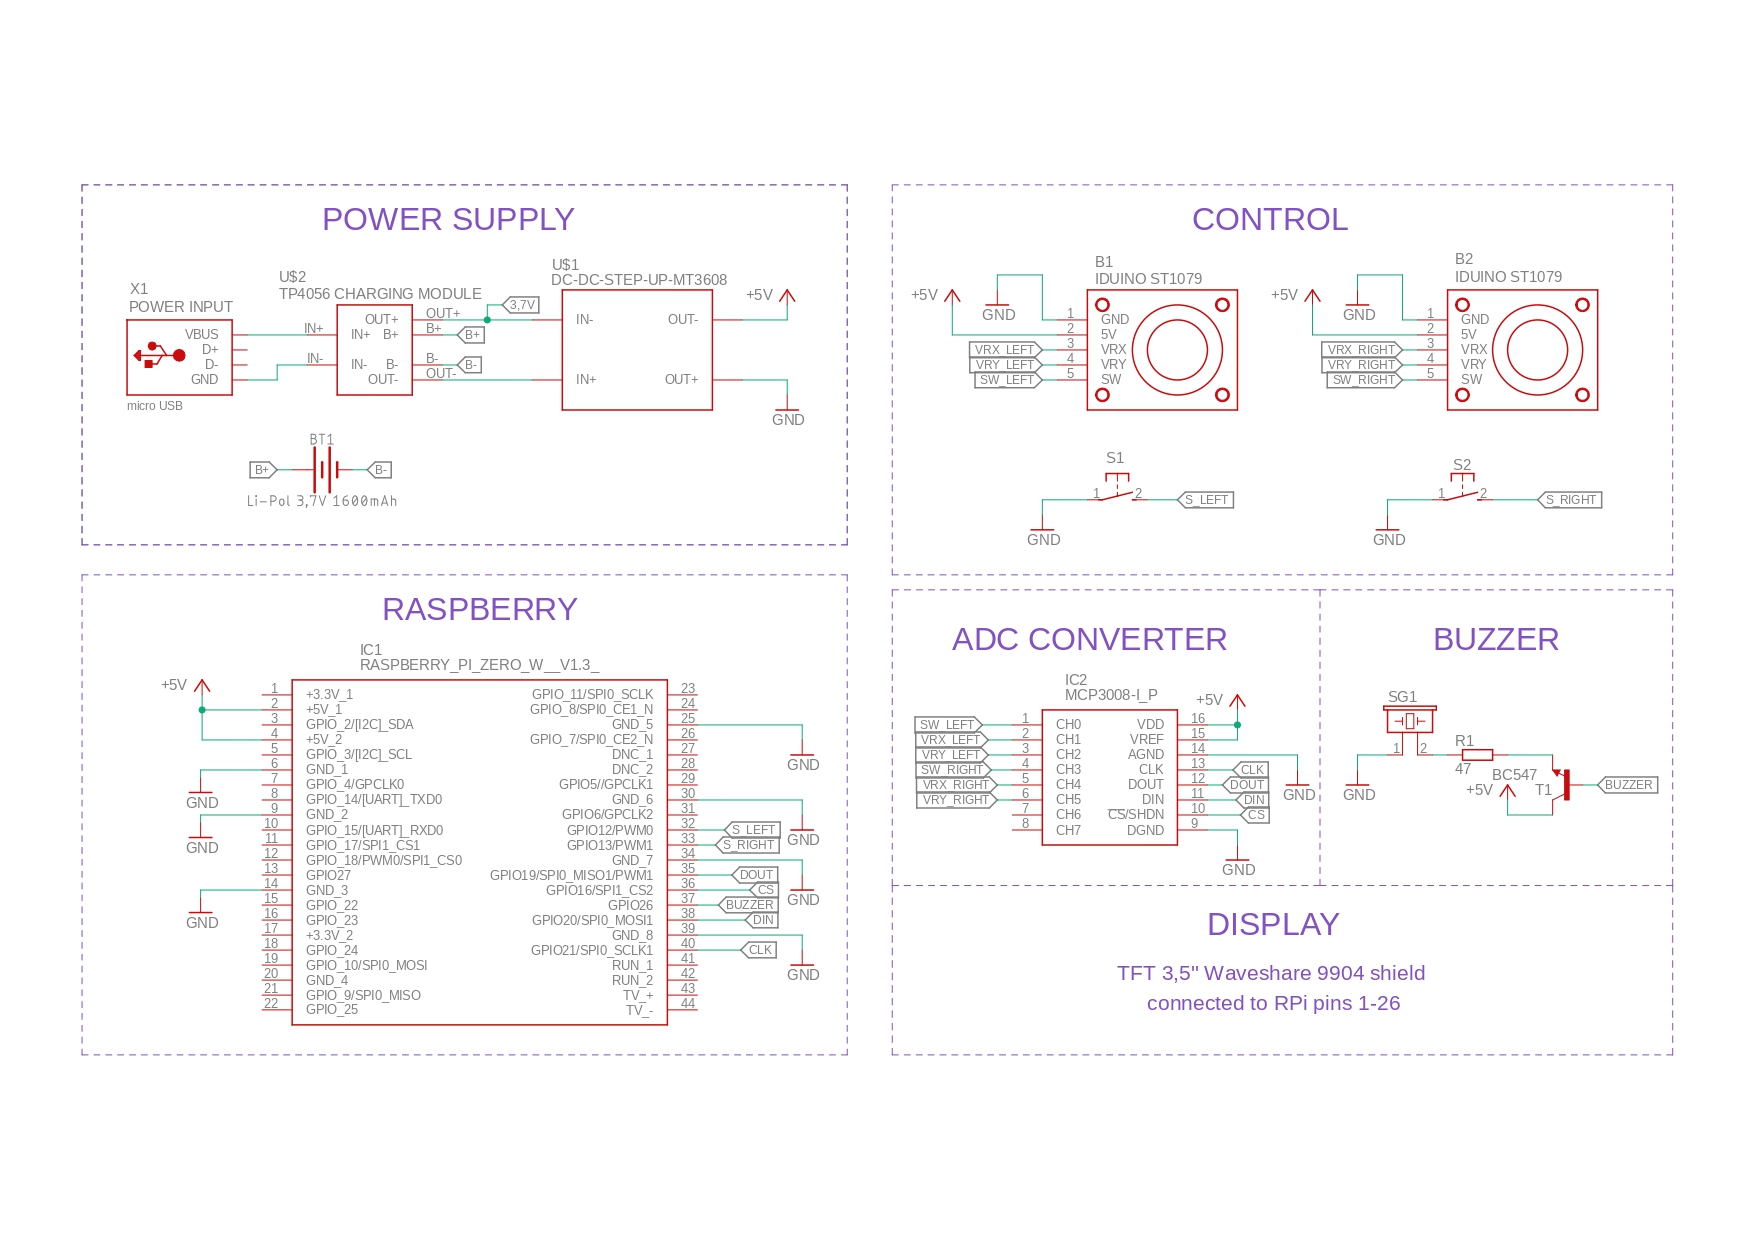 POWER SUPPLY
X1
POWER INPUT
VBUS
D+
D-
GND
micro USB
U$2
TP4056 CHARGING MODULE
IN+
IN-
OUT+
IN+ B+
IN- B-
OUT-
OUT+
B+
B-
OUT-
3,7V
B+
B-
U$1
DC-DC-STEP-UP-MT3608
IN-
OUT-
IN+
OUT+
+5V
GND
BT1
B+
B-
Li-Pol 3,7V 1600mAh
CONTROL
B1
IDUINO ST1079
+5V
GND
1 GND
2 5V
VRX_LEFT 3 VRX
VRY_LEFT 4 VRY
SW_LEFT 5 SW
B2
IDUINO ST1079
+5V
GND
1 GND
2 5V
VRX_RIGHT 3 VRX
VRY_RIGHT 4 VRY
SW_RIGHT 5 SW
S1
1 2
S_LEFT
GND
S2
1 2
S_RIGHT
GND
RASPBERRY
IC1
RASPBERRY_PI_ZERO_W__V1.3_
+5V
1 +3.3V_1
2 +5V_1
3 GPIO_2/[I2C]_SDA
4 +5V_2
5 GPIO_3/[I2C]_SCL
6 GND_1
7 GPIO_4/GPCLK0
8 GPIO_14/[UART]_TXD0
9 GND_2
10 GPIO_15/[UART]_RXD0
11 GPIO_17/SPI1_CS1
12 GPIO_18/PWM0/SPI1_CS0
13 GPIO27
14 GND_3
15 GPIO_22
16 GPIO_23
17 +3.3V_2
18 GPIO_24
19 GPIO_10/SPI0_MOSI
20 GND_4
21 GPIO_9/SPI0_MISO
22 GPIO_25
GND
GND
GND
GPIO_11/SPI0_SCLK 23
GPIO_8/SPI0_CE1_N 24
GND_5 25
GPIO_7/SPI0_CE2_N 26
DNC_1 27
DNC_2 28
GPIO5//GPCLK1 29
GND_6 30
GPIO6/GPCLK2 31
GPIO12/PWM0 32 S_LEFT
GPIO13/PWM1 33 S_RIGHT
GND_7 34
GPIO19/SPI0_MISO1/PWM1 35 DOUT
GPIO16/SPI1_CS2 36 CS
GPIO26 37 BUZZER
GPIO20/SPI0_MOSI1 38 DIN
GND_8 39
GPIO21/SPI0_SCLK1 40 CLK
RUN_1 41
RUN_2 42
TV_+ 43
TV_- 44
GND
GND
GND
GND
ADC CONVERTER
IC2
MCP3008-I_P
SW_LEFT 1 CH0
VRX_LEFT 2 CH1
VRY_LEFT 3 CH2
SW_RIGHT 4 CH3
VRX_RIGHT 5 CH4
VRY_RIGHT 6 CH5
7 CH6
8 CH7
+5V
VDD 16
VREF 15
AGND 14
CLK 13 CLK
DOUT 12 DOUT
DIN 11 DIN
CS/SHDN 10 CS
DGND 9
GND
GND
BUZZER
SG1
1 2
R1
47
GND
BC547
+5V
T1
BUZZER
DISPLAY
TFT 3,5" Waveshare 9904 shield
connected to RPi pins 1-26